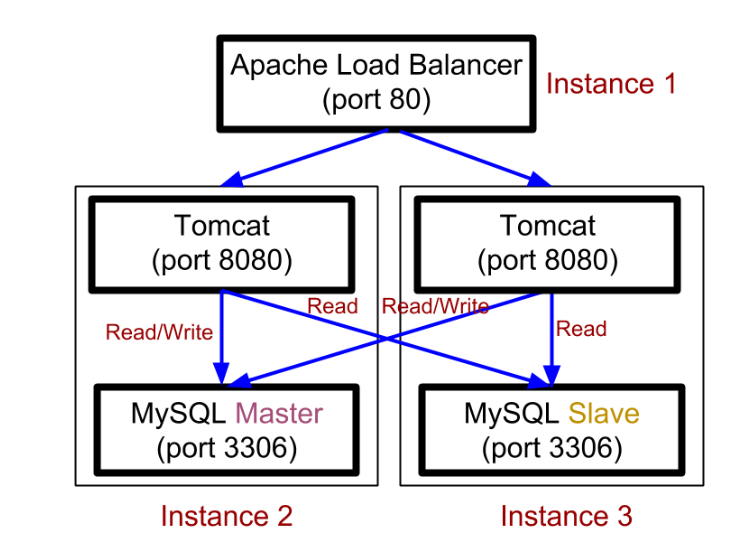 Apache Load Balancer
(port 80)
Instance 1
Tomcat
(port 8080)
Tomcat
(port 8080)
Read
Read/Write
Read/Write
Read
MySQL Master
(port 3306)
MySQL Slave
(port 3306)
Instance 2
Instance 3